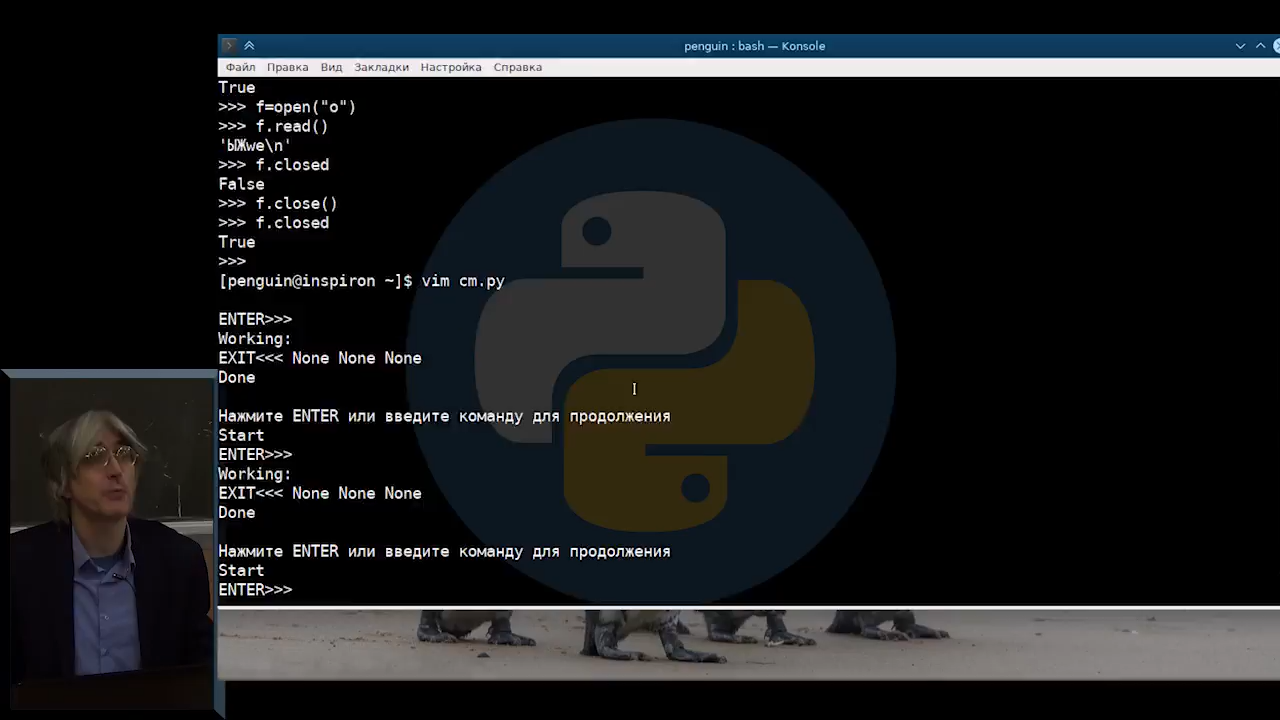 penguin : bash — Konsole
Файл Правка Вид Закладки Настройка Справка
True
>>> f=open("o")
>>> f.read()
'ЫЖwe\n'
>>> f.closed
False
>>> f.close()
>>> f.closed
True
>>>
[penguin@inspiron ~]$ vim cm.py
ENTER>>>
Working:
EXIT<<< None None None
Done
Нажмите ENTER или введите команду для продолжения
Start
ENTER>>>
Working:
EXIT<<< None None None
Done
Нажмите ENTER или введите команду для продолжения
Start
ENTER>>>